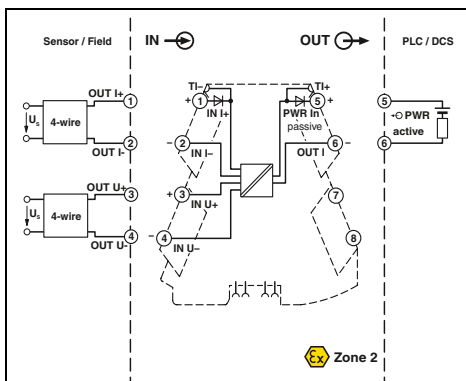 Sensor / Field
IN
OUT
PLC / DCS
TI–
TI+
OUT I+
1
1
+
IN I+
PWR In
5
+
5
passive
PWR
active
Us
4-wire
2
OUT I-
–
2
IN I–
OUT I
6
–
6
OUT U+
3
+
3
IN U+
7
Us
4-wire
OUT U-
4
–
4
IN U–
8
Ex
Zone 2